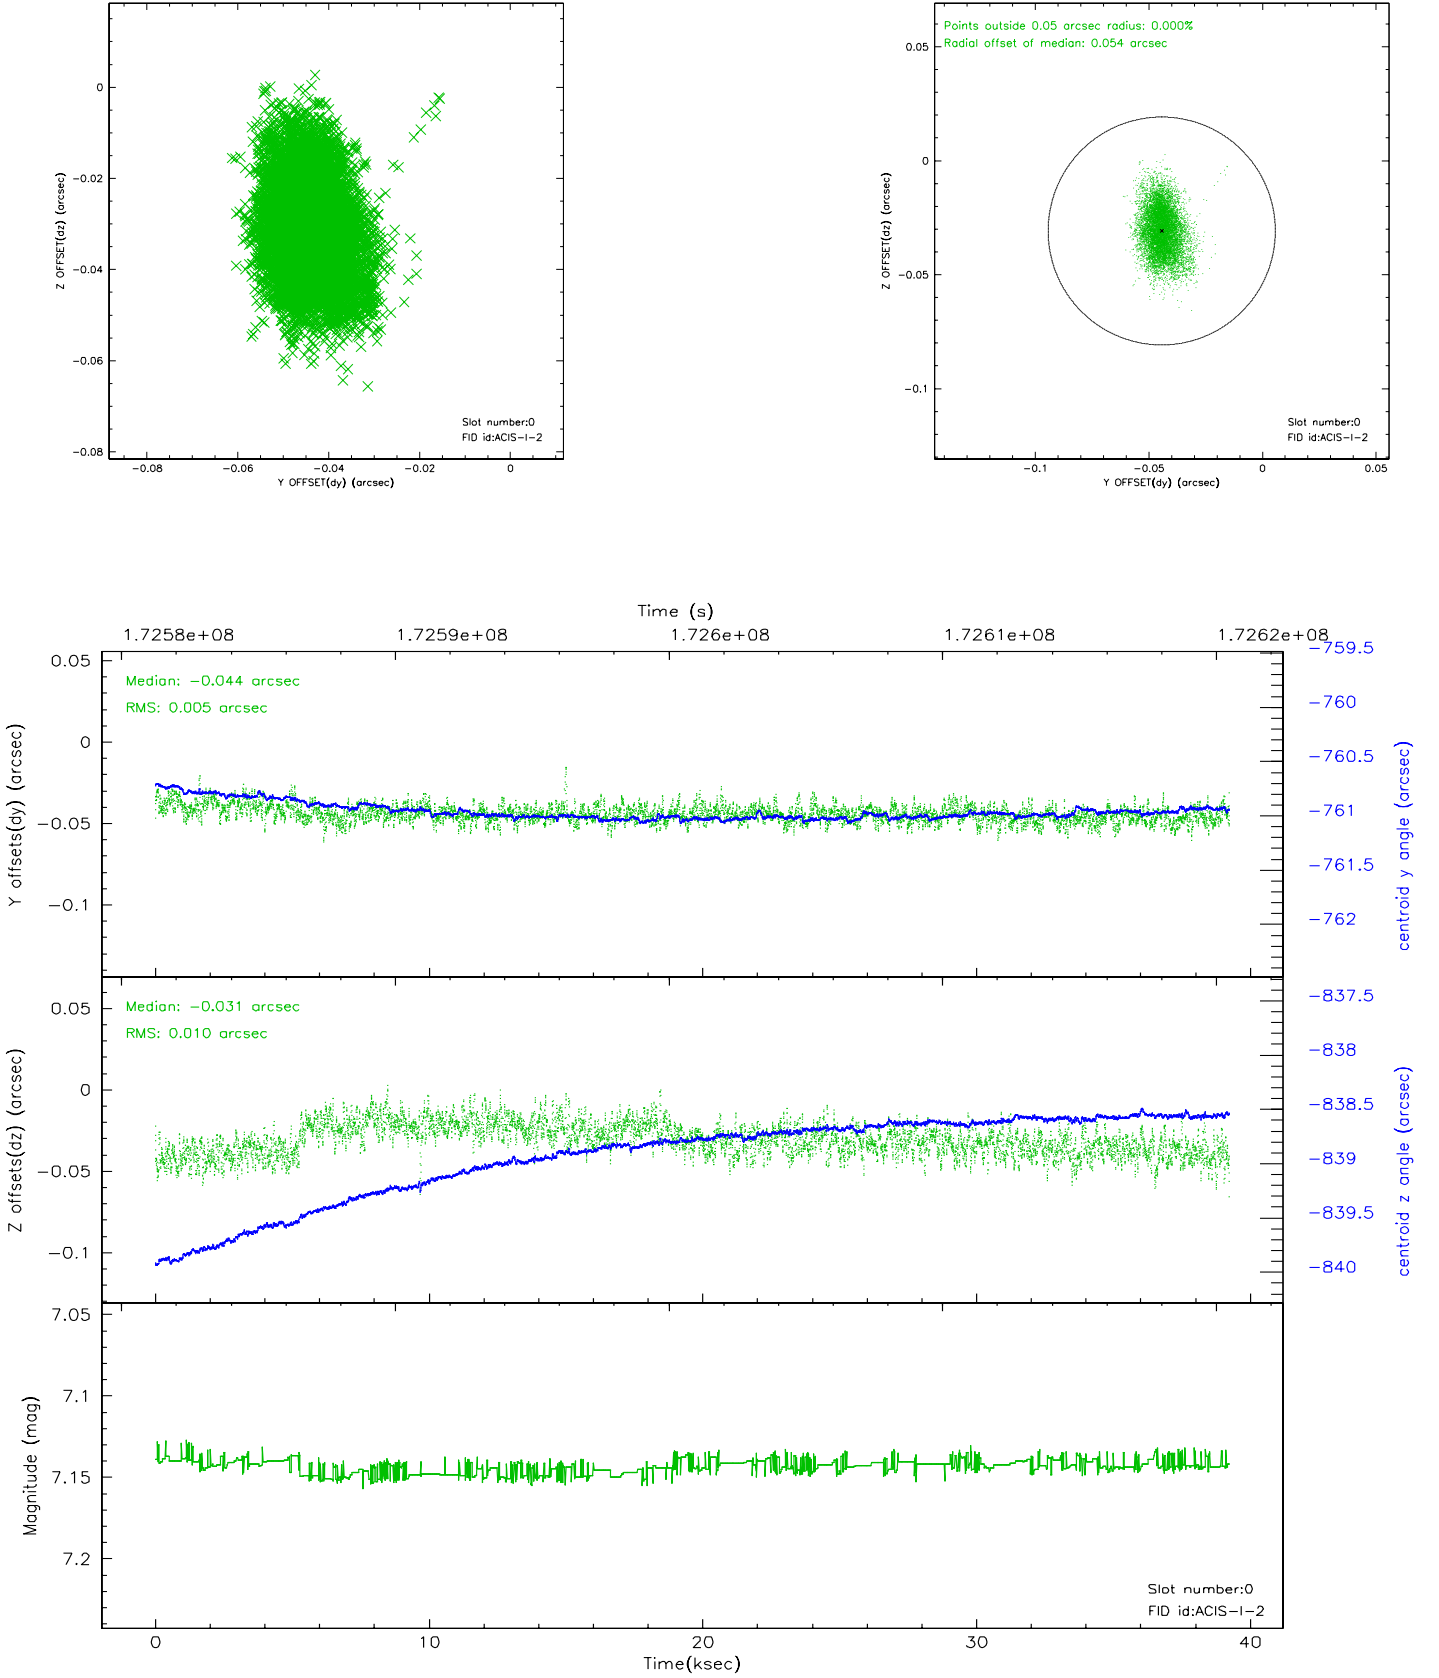 0
-0.02
-0.04
-0.06
-0.08
Z OFFSET(dz) (arcsec)
Slot number:0
FID id:ACIS-I-2
-0.08 -0.06 -0.04 -0.02 0
Y OFFSET(dy) (arcsec)
Points outside 0.05 arcsec radius: 0.000%
Radial offset of median: 0.054 arcsec
0.05
0
-0.05
-0.1
Z OFFSET(dz) (arcsec)
Slot number:0
FID id:ACIS-I-2
-0.1 -0.05 0 0.05
Y OFFSET(dy) (arcsec)
Time (s)
1.7258e+08 1.7259e+08 1.726e+08 1.7261e+08 1.7262e+08
Median: -0.044 arcsec
RMS: 0.005 arcsec
0.05
0
-0.05
-0.1
Y offsets(dy) (arcsec)
-759.5
-760
-760.5
-761
-761.5
-762
centroid y angle (arcsec)
Median: -0.031 arcsec
RMS: 0.010 arcsec
0.05
0
-0.05
-0.1
Z offsets(dz) (arcsec)
-837.5
-838
-838.5
-839
-839.5
-840
centroid z angle (arcsec)
7.05
7.1
7.15
7.2
Magnitude (mag)
Slot number:0
FID id:ACIS-I-2
0 10 20 30 40
Time(ksec)